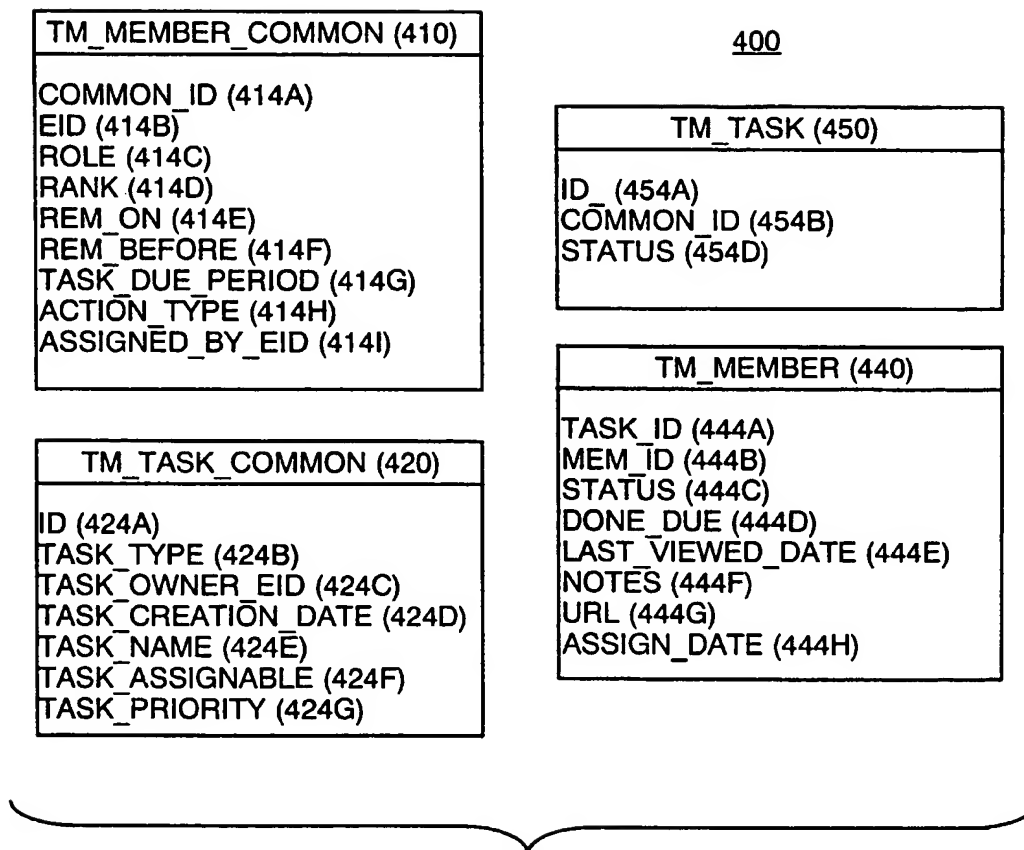 TM_MEMBER_COMMON (410)
COMMON_ID (414A)
EID (414B)
ROLE (414C)
RANK (414D)
REM_ON (414E)
REM_BEFORE (414F)
TASK_DUE_PERIOD (414G)
ACTION_TYPE (414H)
ASSIGNED_BY_EID (414I)
TM_TASK_COMMON (420)
ID (424A)
TASK_TYPE (424B)
TASK_OWNER_EID (424C)
TASK_CREATION_DATE (424D)
TASK_NAME (424E)
TASK_ASSIGNABLE (424F)
TASK_PRIORITY (424G)
400
TM_TASK (450)
ID_ (454A)
COMMON_ID (454B)
STATUS (454D)
TM_MEMBER (440)
TASK_ID (444A)
MEM_ID (444B)
STATUS (444C)
DONE_DUE (444D)
LAST_VIEWED_DATE (444E)
NOTES (444F)
URL (444G)
ASSIGN_DATE (444H)